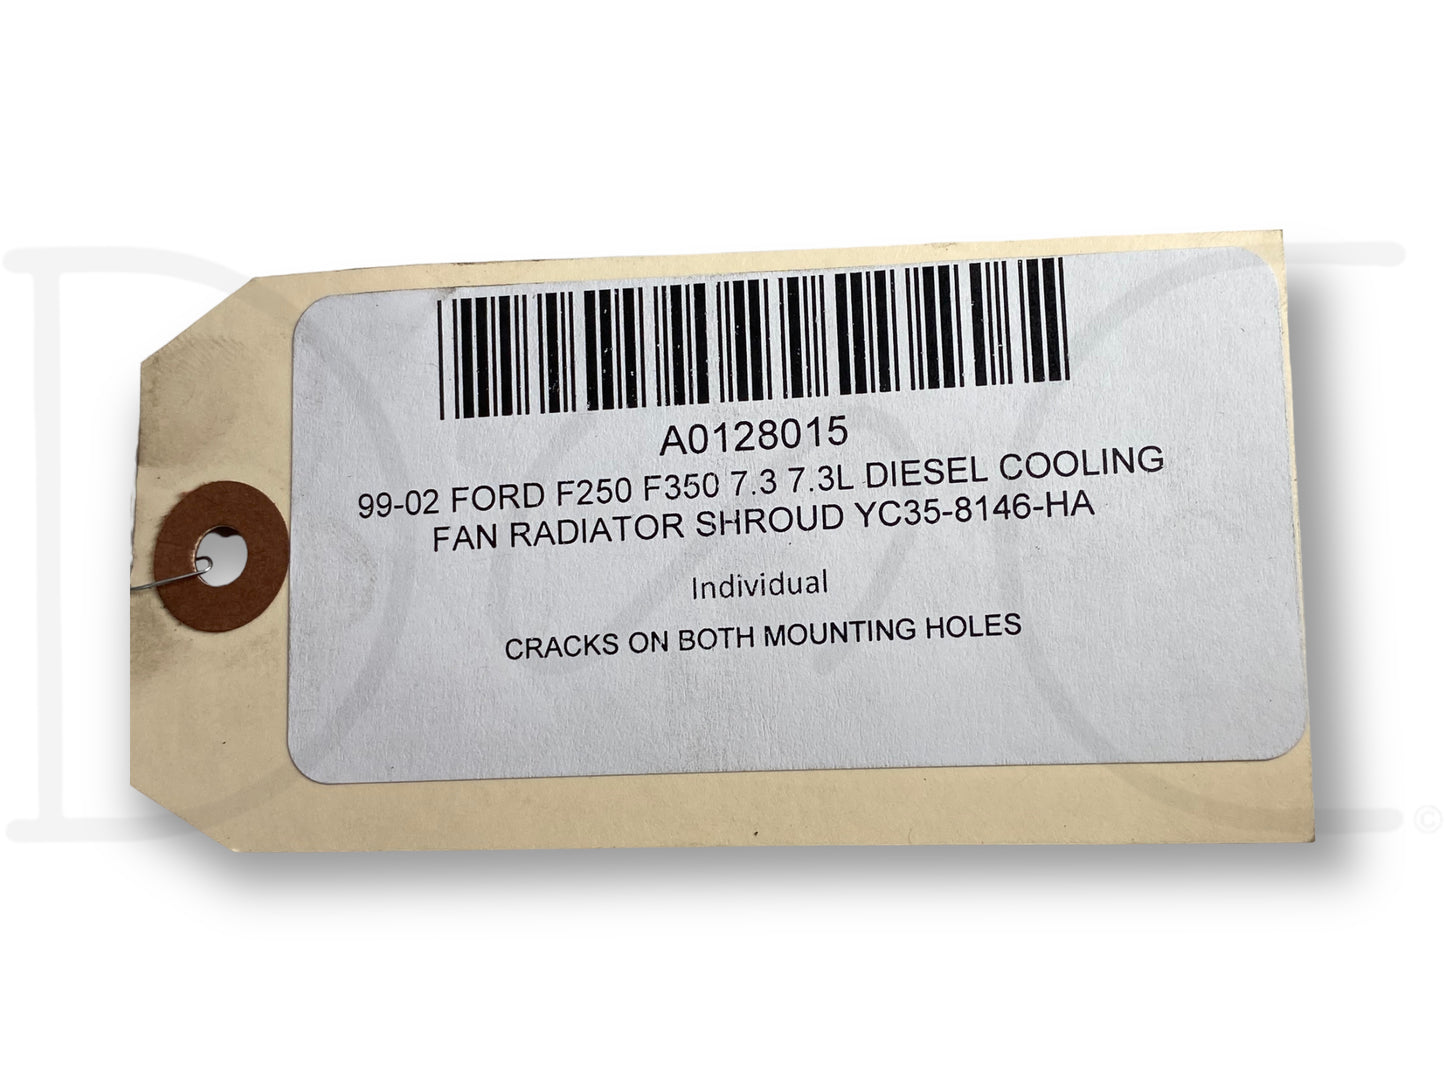 A0128015
99-02 FORD F250 F350 7.3 7.3L DIESEL COOLING
FAN RADIATOR SHROUD YC35-8146-HA
Individual
CRACKS ON BOTH MOUNTING HOLES
©